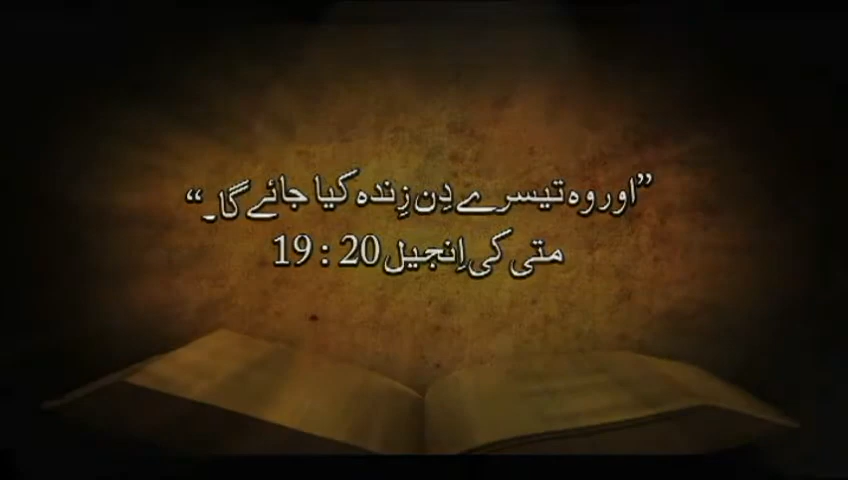 ”اور وہ تیسرے دِن زِندہ کیا جائے گا۔“
متی کی اِنجیل 20 : 19